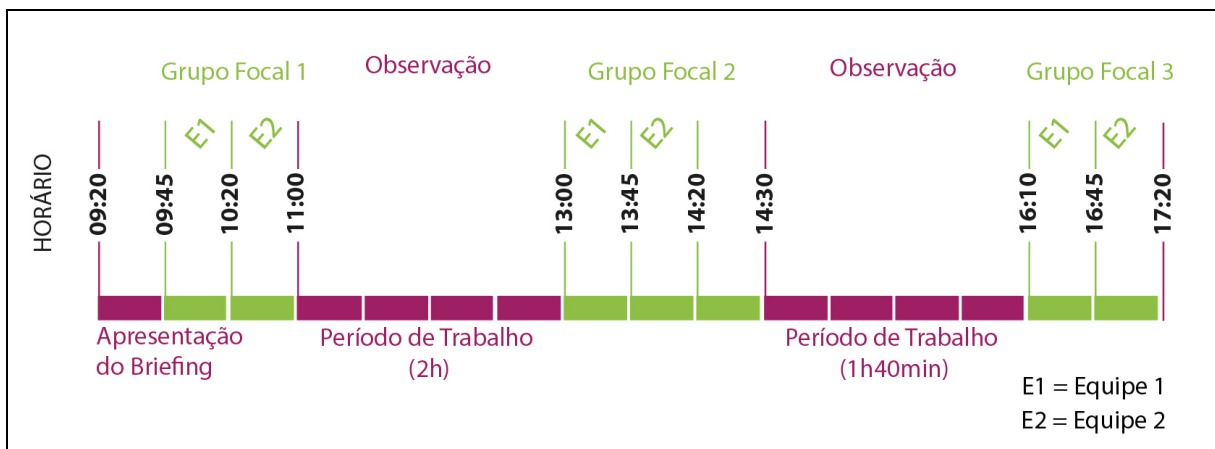 Grupo Focal 1
Observação
Grupo Focal 2
Observação
Grupo Focal 3
E1
E2
E1
E2
E1
E2
HORÁRIO
09:20
09:45
10:20
11:00
13:00
13:45
14:20
14:30
16:10
16:45
17:20
Apresentação
do Briefing
Período de Trabalho
(2h)
Período de Trabalho
(1h40min)
E1 = Equipe 1
E2 = Equipe 2